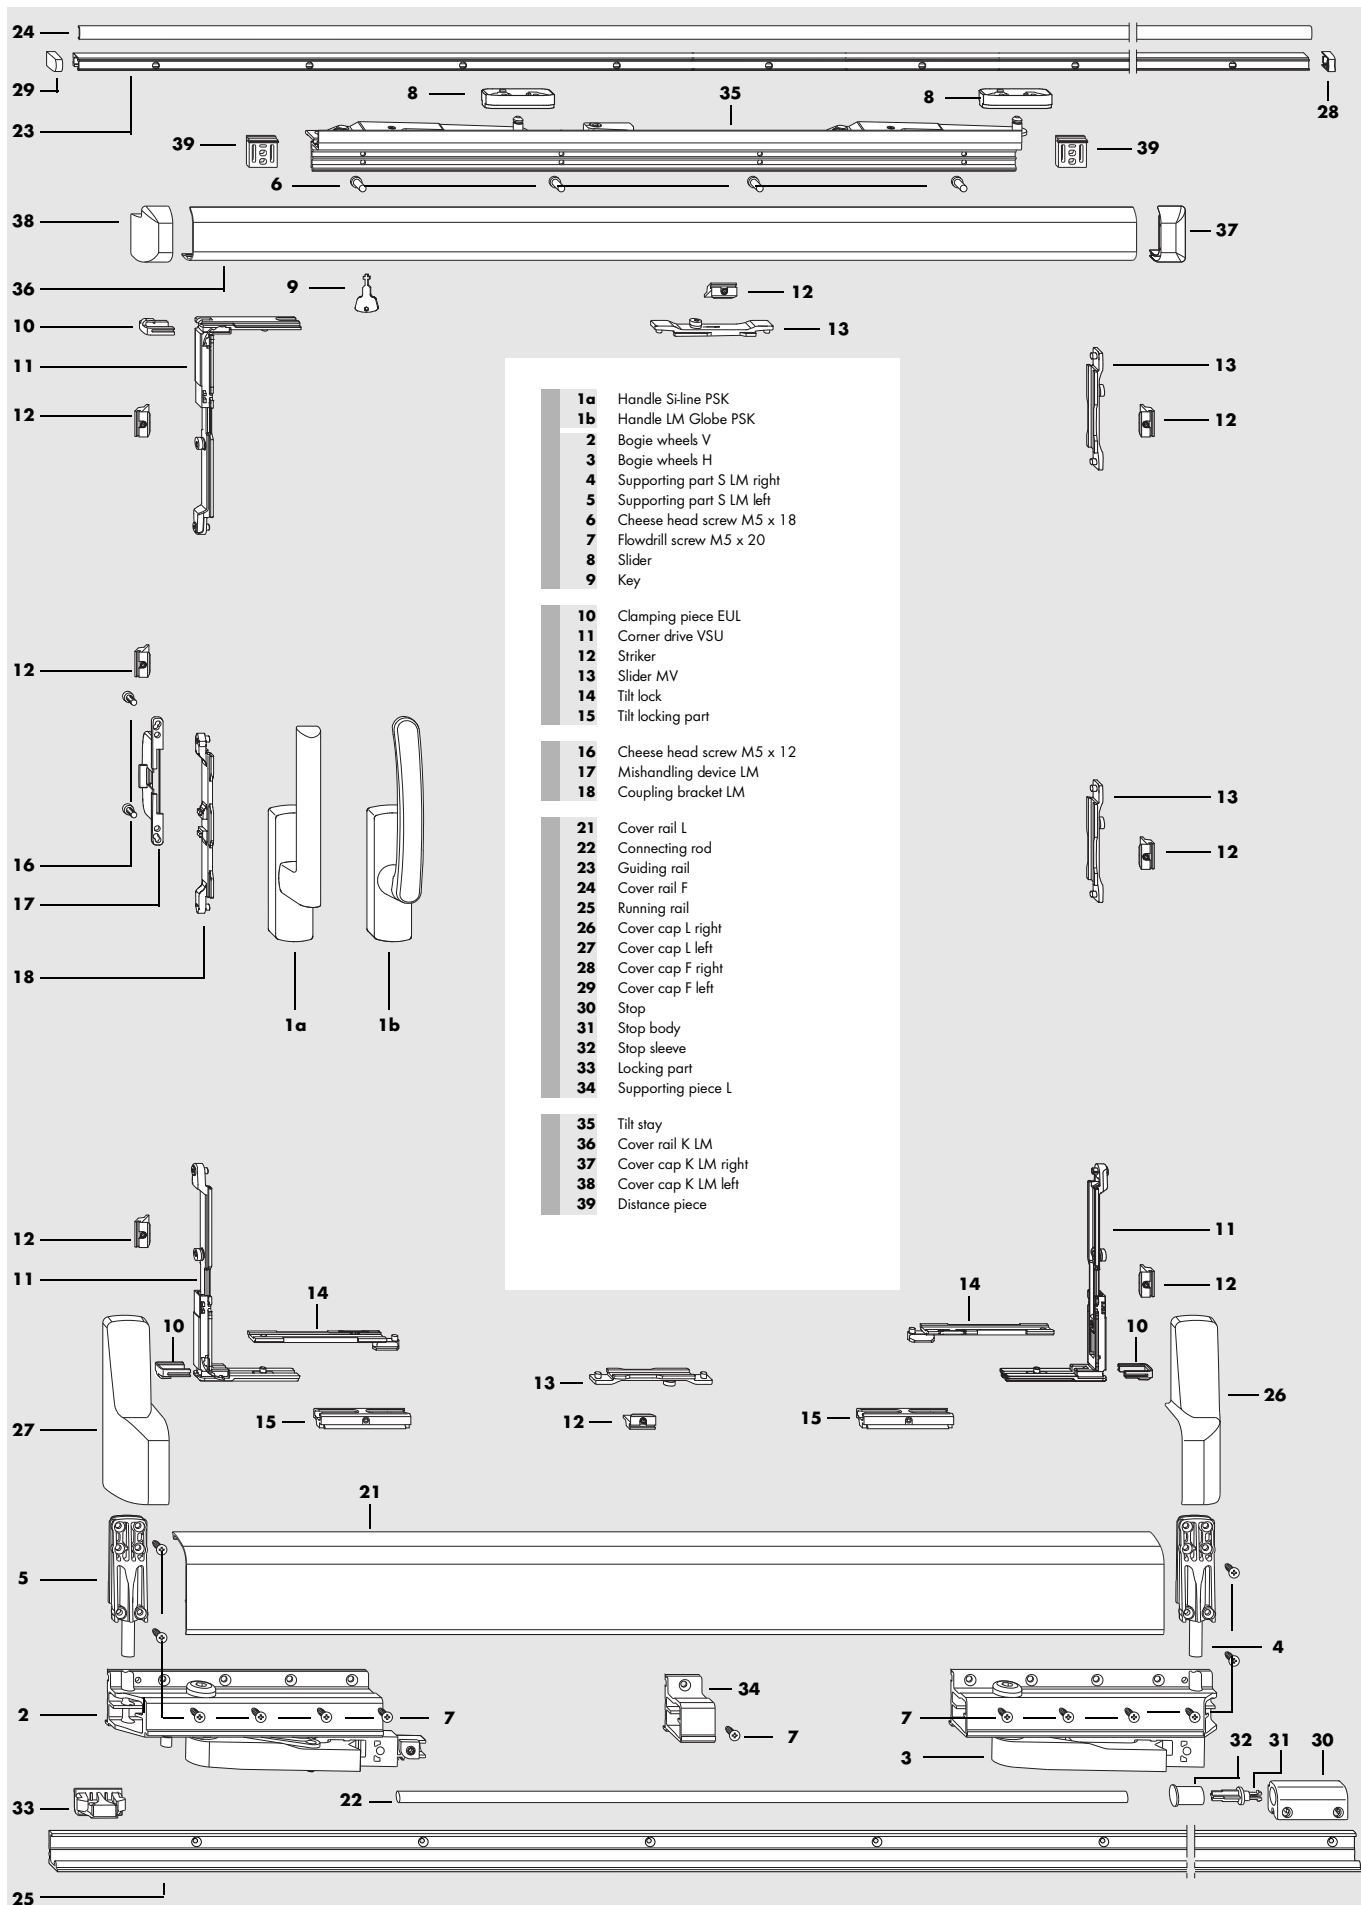 24
29
23
8
35
8
28
39
39
6
38
37
36
9
12
10
13
11
13
12
12
1a Handle Si-line PSK
1b Handle LM Globe PSK
2 Bogie wheels V
3 Bogie wheels H
4 Supporting part S LM right
5 Supporting part S LM left
6 Cheese head screw M5 x 18
7 Flowdrill screw M5 x 20
8 Slider
9 Key
10 Clamping piece EUL
11 Corner drive VSU
12 Striker
13 Slider MV
14 Tilt lock
15 Tilt locking part
16 Cheese head screw M5 x 12
17 Mishandling device LM
18 Coupling bracket LM
21 Cover rail L
22 Connecting rod
23 Guiding rail
24 Cover rail F
25 Running rail
26 Cover cap L right
27 Cover cap L left
28 Cover cap F right
29 Cover cap F left
30 Stop
31 Stop body
32 Stop sleeve
33 Locking part
34 Supporting piece L
35 Tilt stay
36 Cover rail K LM
37 Cover cap K LM right
38 Cover cap K LM left
39 Distance piece
12
13
12
16
17
18
1a
1b
12
11
11
12
14
14
10
10
13
26
27
15
12
15
21
5
4
34
2
7
7
7
3
32
31
30
22
33
25